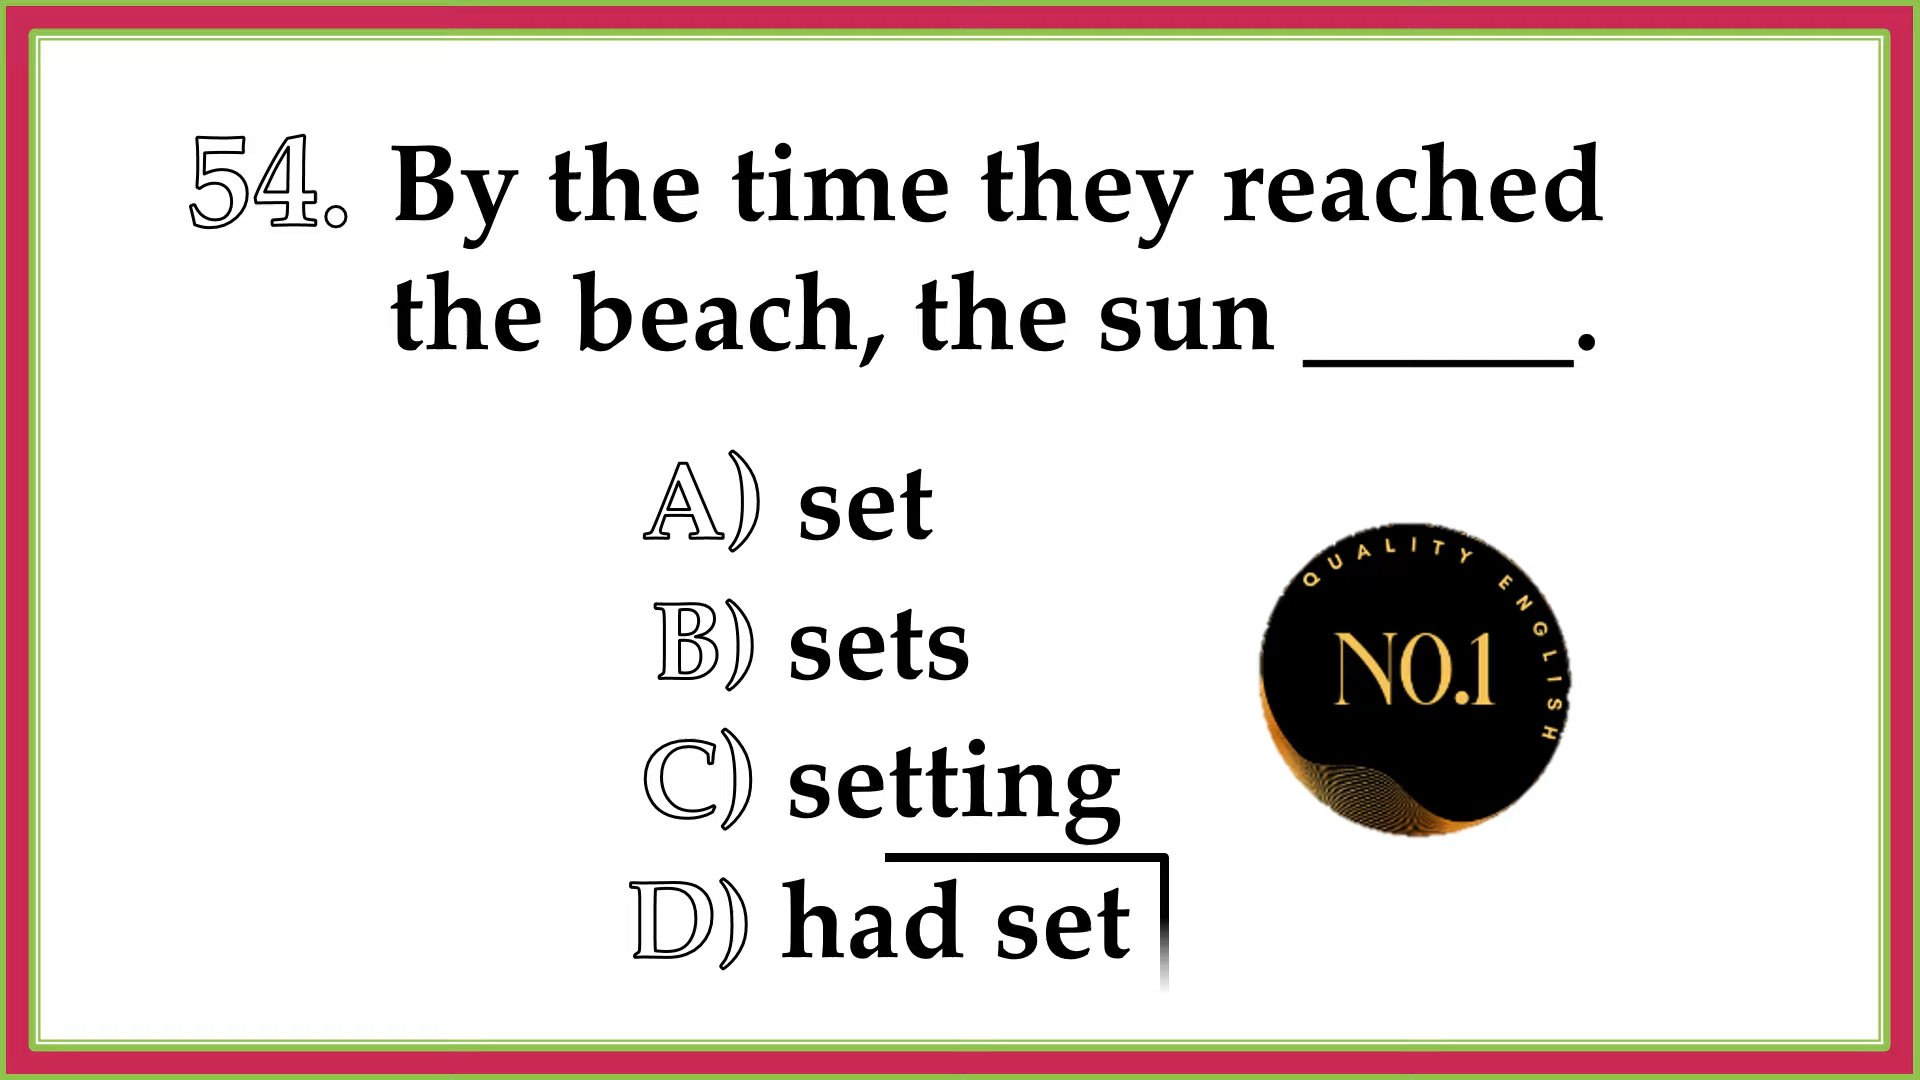 54. By the time they reached
the beach, the sun _____.
A) set
B) sets
C) setting
D) had set
QUALITY ENGLISH
NO.1